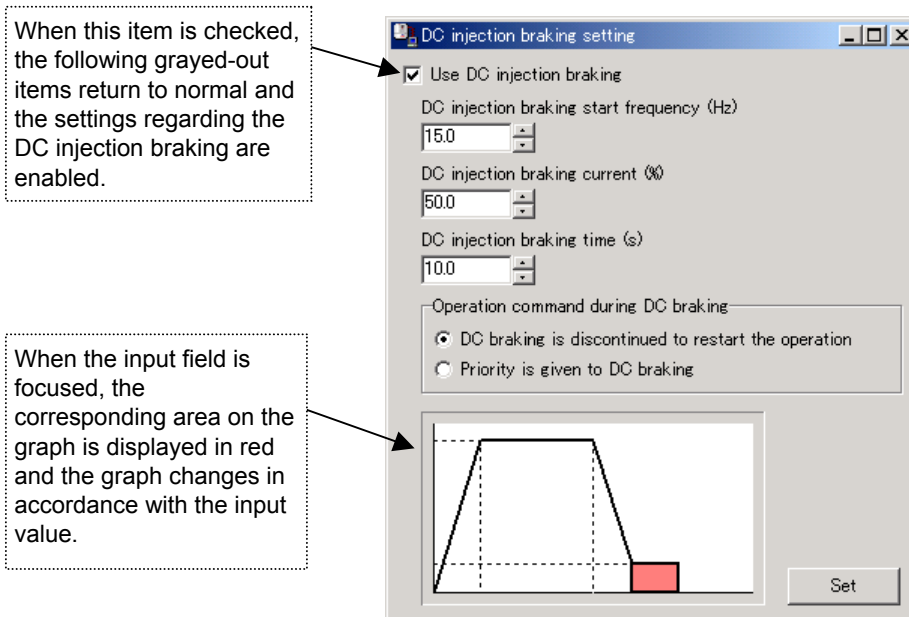 When this item is checked,
the following grayed-out
items return to normal and
the settings regarding the
DC injection braking are
enabled.
DC injection braking setting
Use DC injection braking
DC injection braking start frequency (Hz)
15.0
DC injection braking current (%)
50.0
DC injection braking time (s)
10.0
Operation command during DC braking
DC braking is discontinued to restart the operation
Priority is given to DC braking
When the input field is
focused, the
corresponding area on the
graph is displayed in red
and the graph changes in
accordance with the input
value.
Set